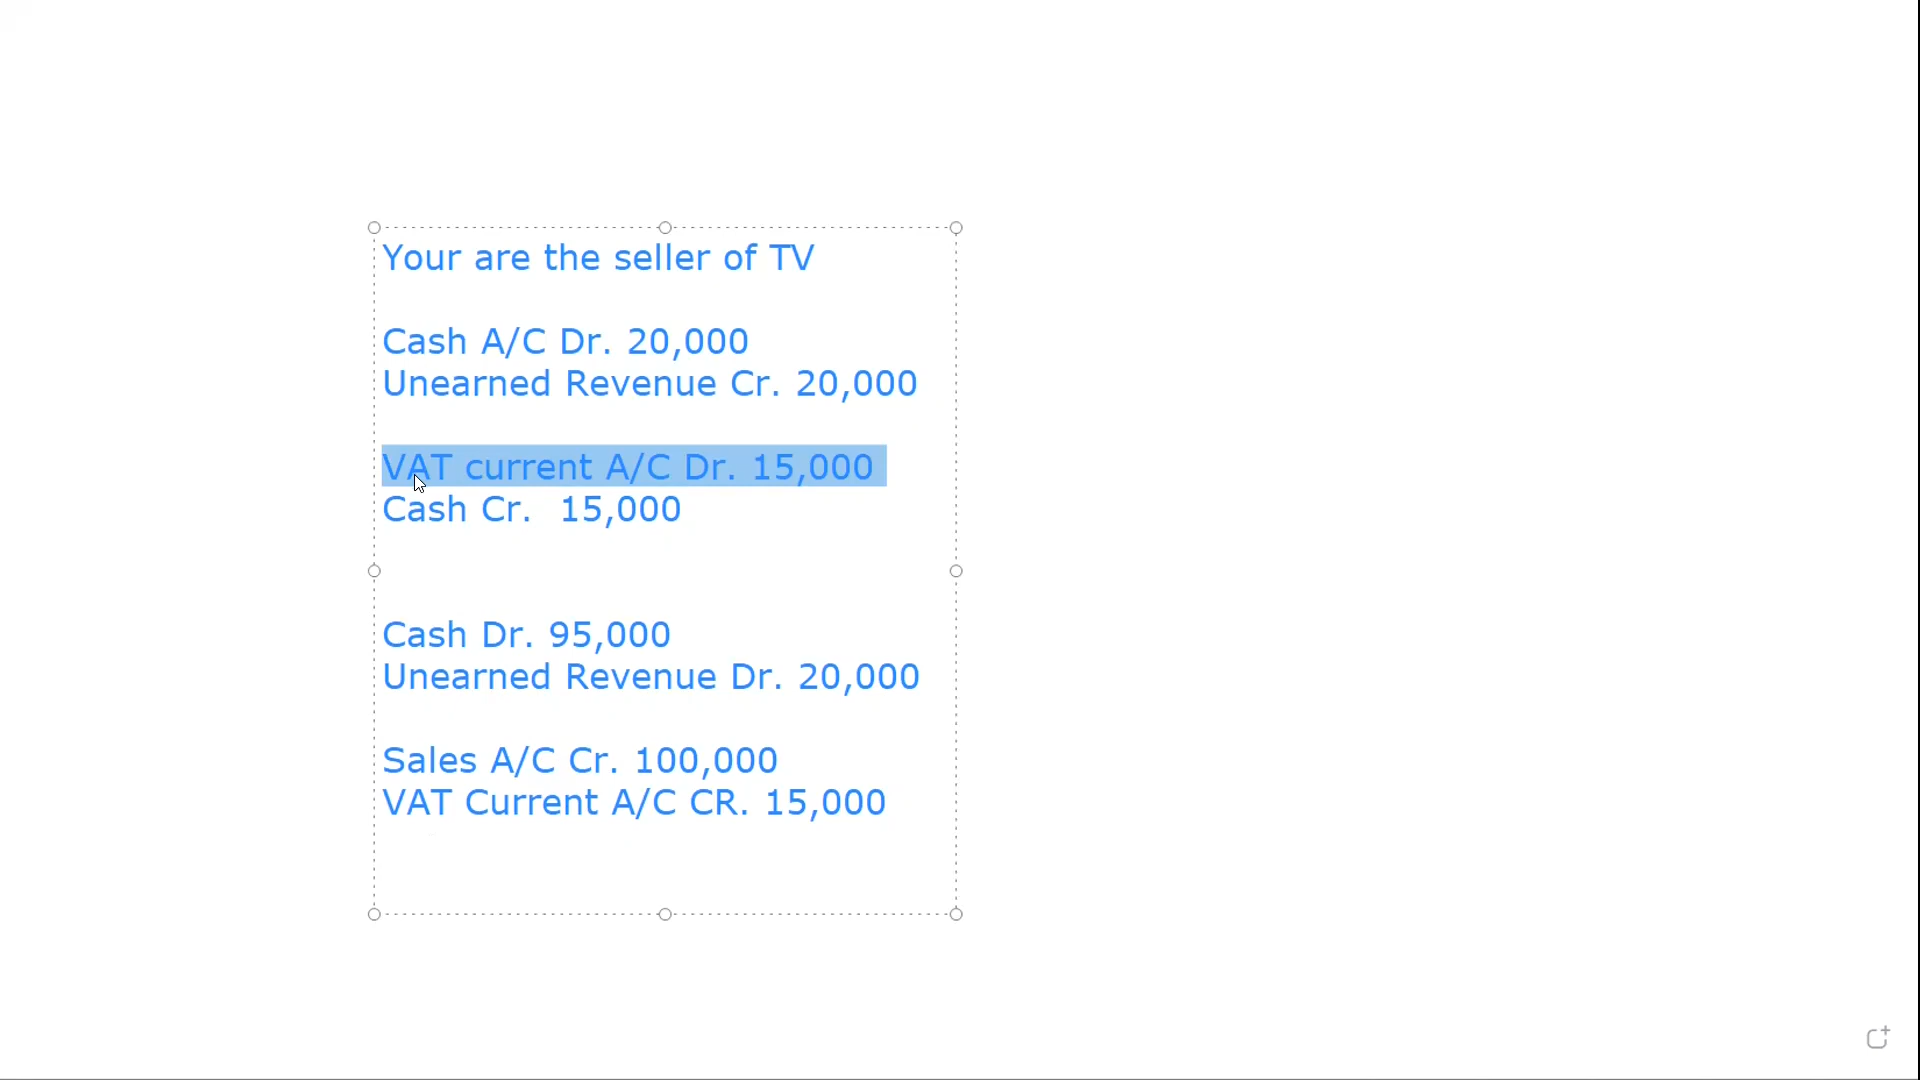 Your are the seller of TV
Cash A/C Dr. 20,000
Unearned Revenue Cr. 20,000
VAT current A/C Dr. 15,000
Cash Cr.  15,000
Cash Dr. 95,000
Unearned Revenue Dr. 20,000
Sales A/C Cr. 100,000
VAT Current A/C CR. 15,000